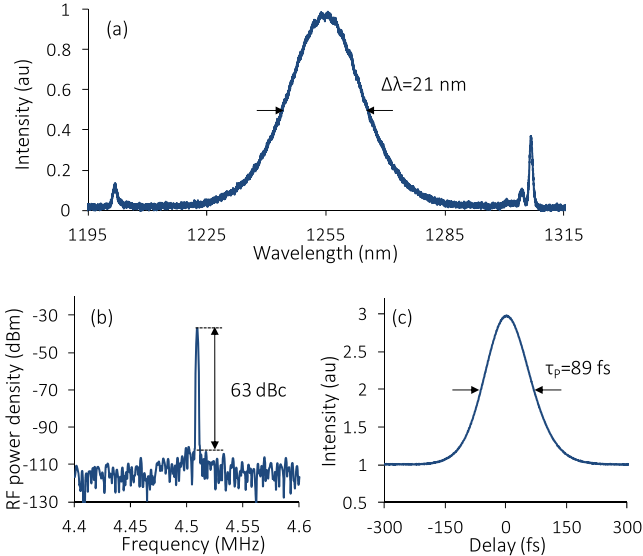 1
(a)
0.8
Δλ=21 nm
0.6
0.4
0.2
0
Intensity (au)
1195 1225 1255 1285 1315
Wavelength (nm)
-30
(b)
-50
63 dBc
-70
-90
-110
-130
RF power density (dBm)
4.4 4.45 4.5 4.55 4.6
Frequency (MHz)
3
(c)
2.5
τP=89 fs
2
1.5
1
0.5
Intensity (au)
-300 -150 0 150 300
Delay (fs)